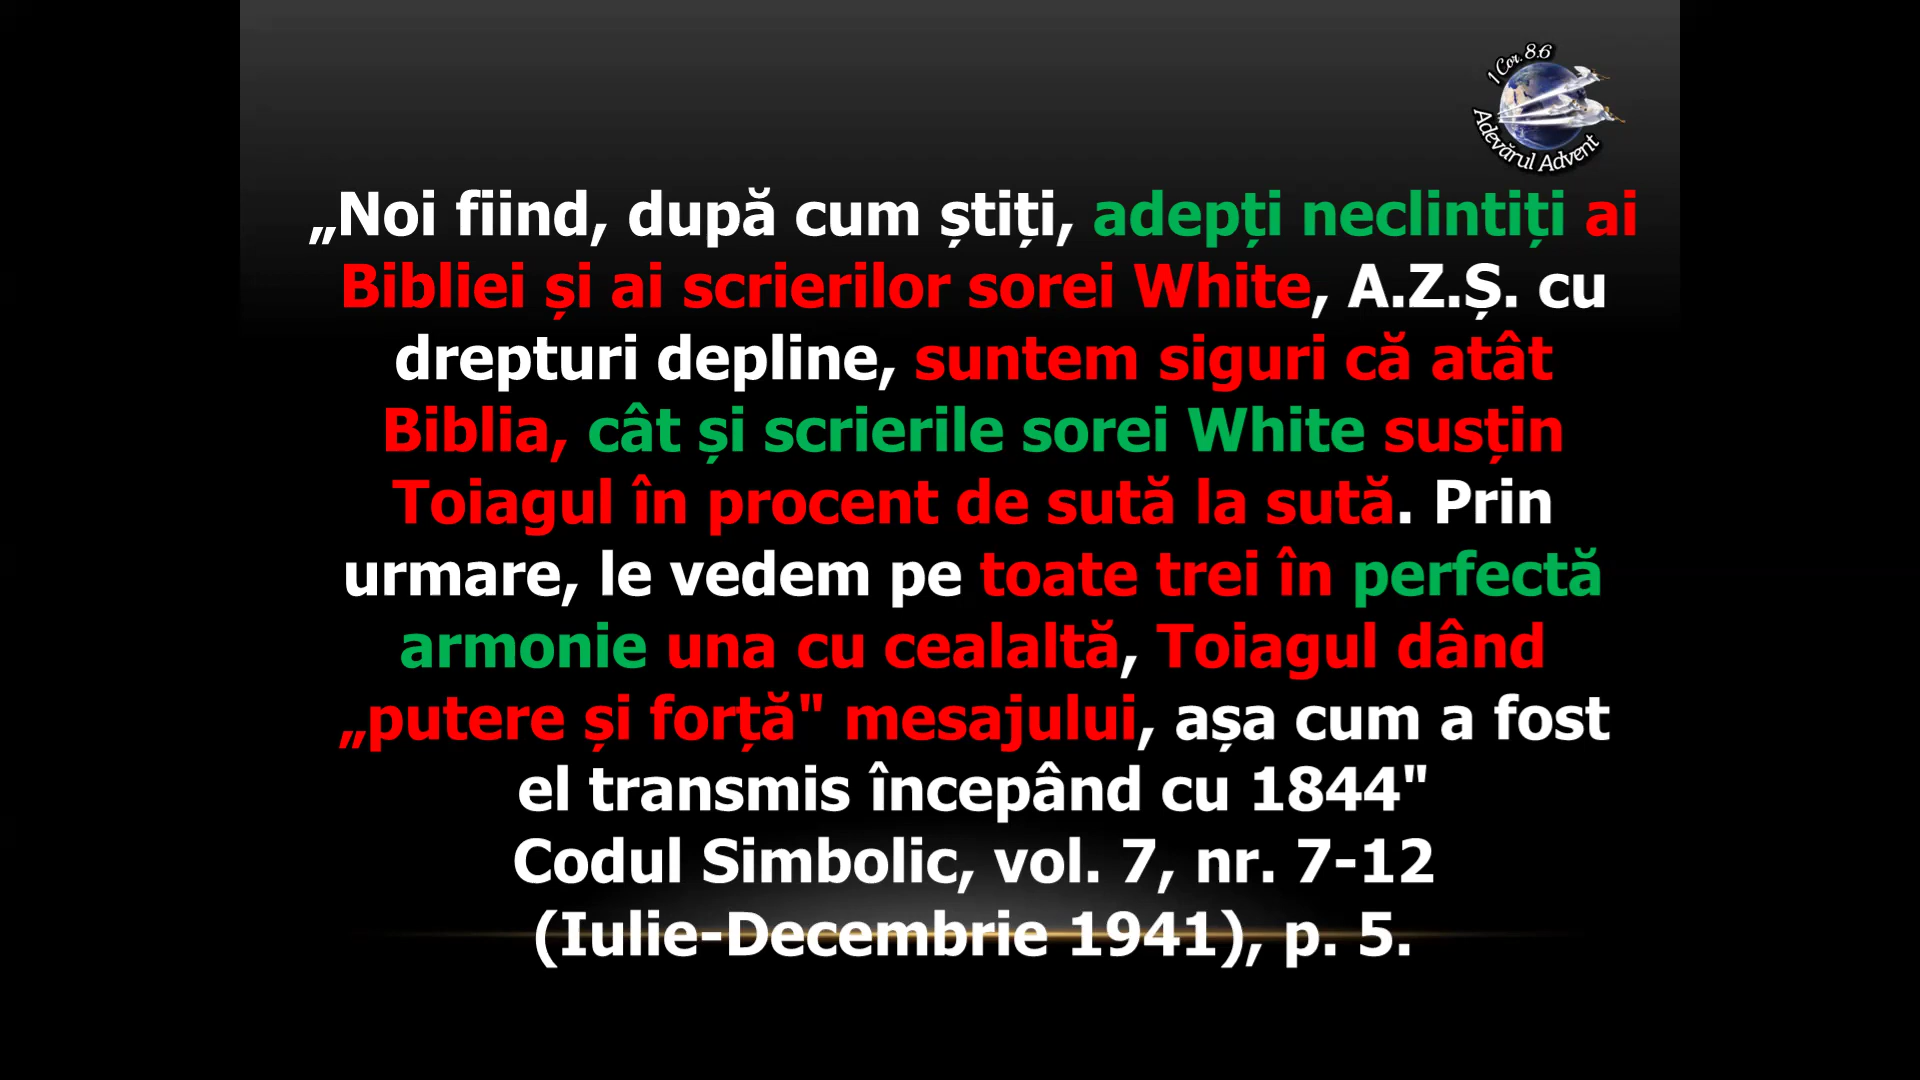 1 Cor. 8:6
Adevărul Advent
„Noi fiind, după cum știți, adepți neclintiți ai
Bibliei și ai scrierilor sorei White, A.Z.Ș. cu
drepturi depline, suntem siguri că atât
Biblia, cât și scrierile sorei White susțin
Toiagul în procent de sută la sută. Prin
urmare, le vedem pe toate trei în perfectă
armonie una cu cealaltă, Toiagul dând
„putere și forță" mesajului, așa cum a fost
el transmis începând cu 1844"
Codul Simbolic, vol. 7, nr. 7-12
(Iulie-Decembrie 1941), p. 5.